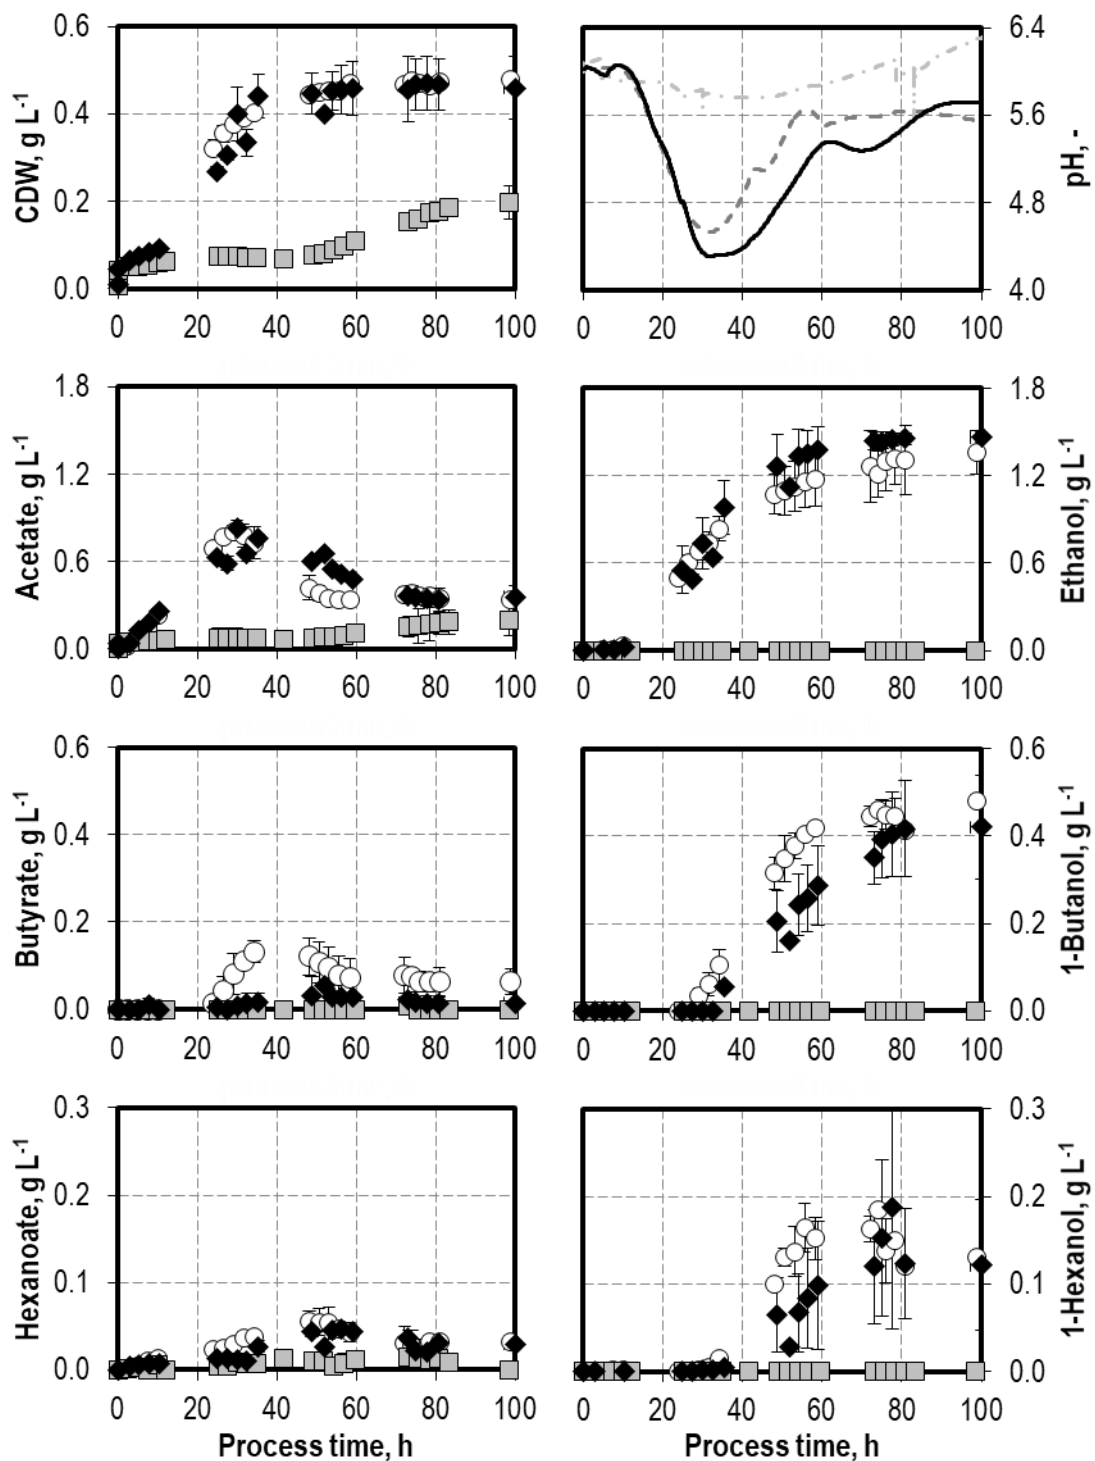 0.6
0.4
0.2
0.0
CDW, g L-1
0 20 40 60 80 100
6.4
5.6
4.8
4.0
pH, -
0 20 40 60 80 100
1.8
1.2
0.6
0.0
Acetate, g L-1
0 20 40 60 80 100
1.8
1.2
0.6
0.0
Ethanol, g L-1
0 20 40 60 80 100
0.6
0.4
0.2
0.0
Butyrate, g L-1
0 20 40 60 80 100
0.6
0.4
0.2
0.0
1-Butanol, g L-1
0 20 40 60 80 100
0.3
0.2
0.1
0.0
Hexanoate, g L-1
0 20 40 60 80 100
Process time, h
0.3
0.2
0.1
0.0
1-Hexanol, g L-1
0 20 40 60 80 100
Process time, h